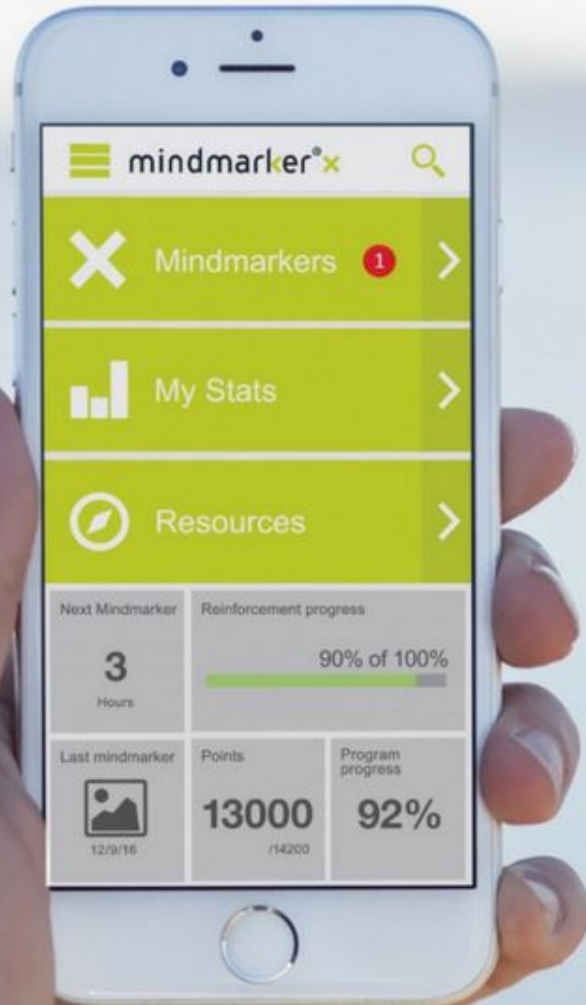 mindmarker®x
Mindmarkers 1
My Stats
Resources
Next Mindmarker
3
Hours
Reinforcement progress
90% of 100%
Last mindmarker
12/9/16
Points
13000
/14200
Program
progress
92%